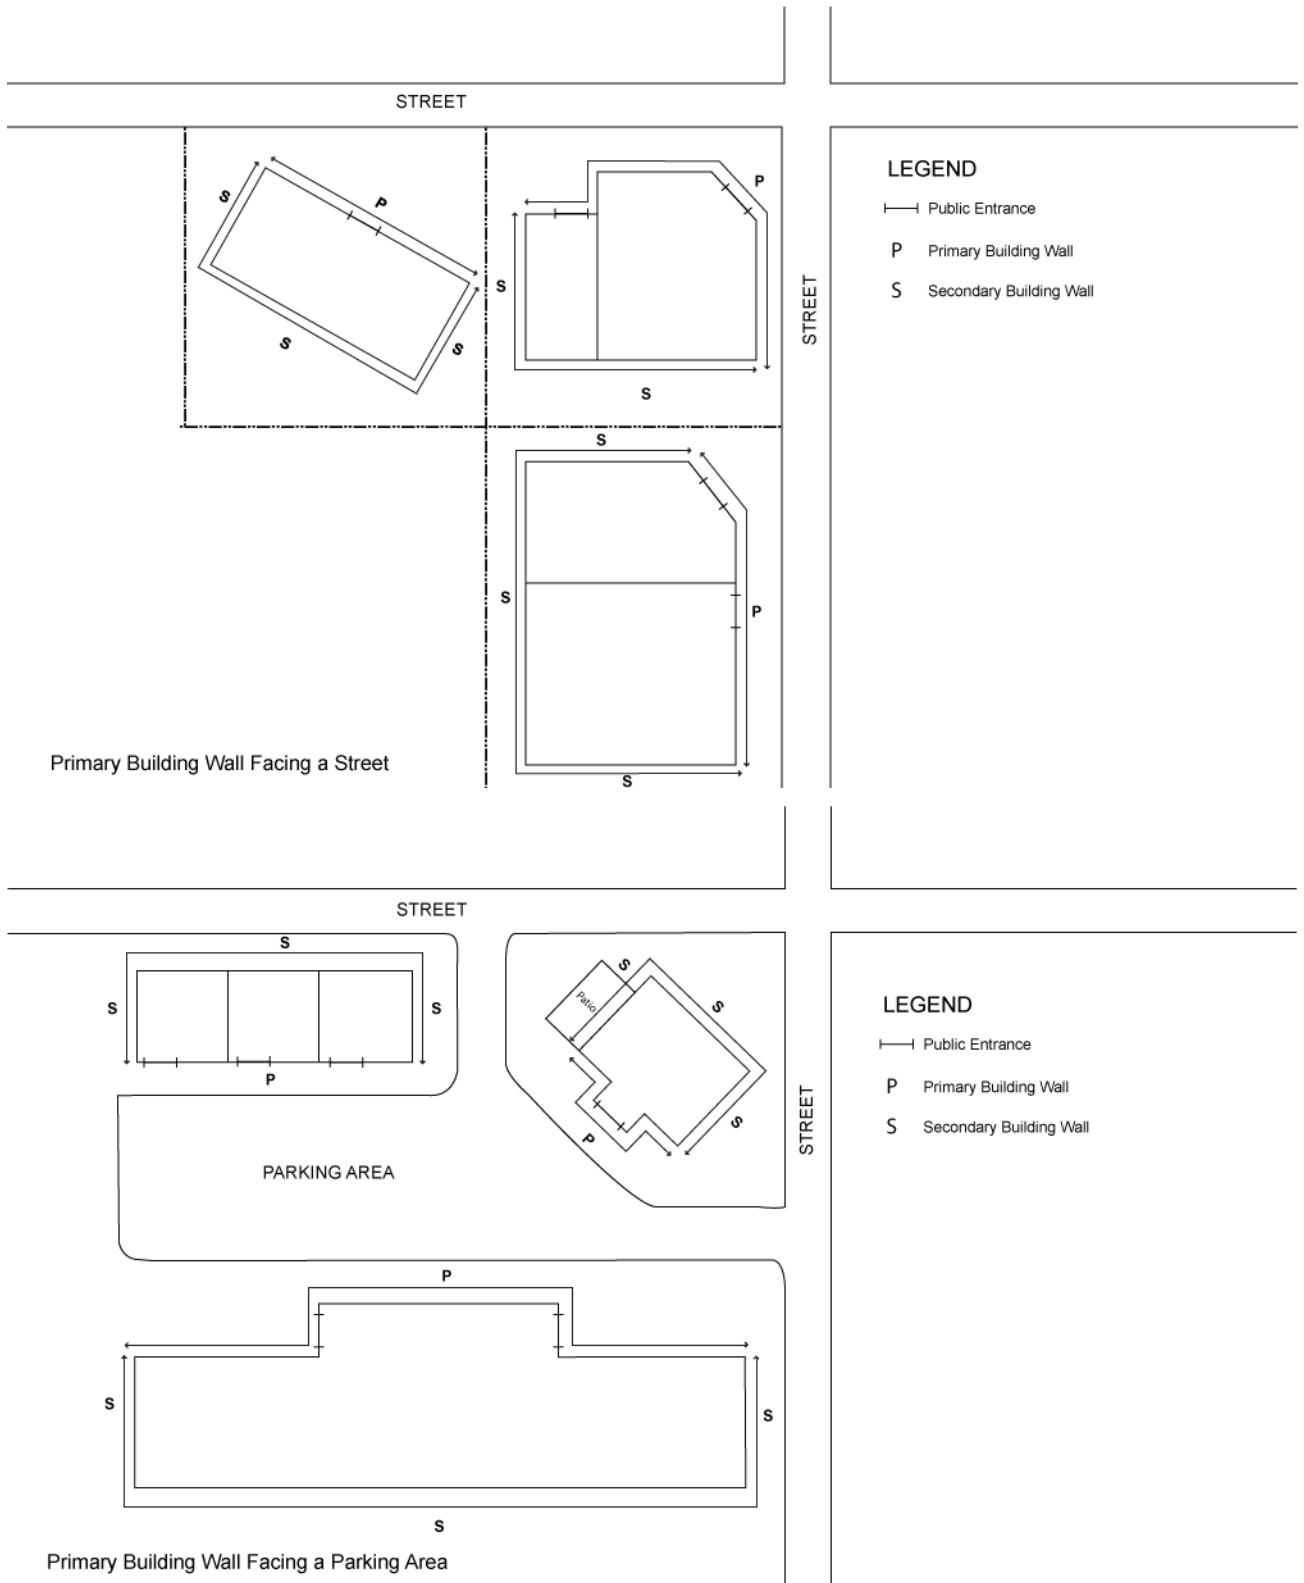 STREET
LEGEND
Public Entrance
P Primary Building Wall
S Secondary Building Wall
S
P
S
S
P
S
S
STREET
S
S
P
S
Primary Building Wall Facing a Street
STREET
S
S
S
P
PARKING AREA
S
Patio
S
S
P
STREET
LEGEND
Public Entrance
P Primary Building Wall
S Secondary Building Wall
P
S
S
S
Primary Building Wall Facing a Parking Area